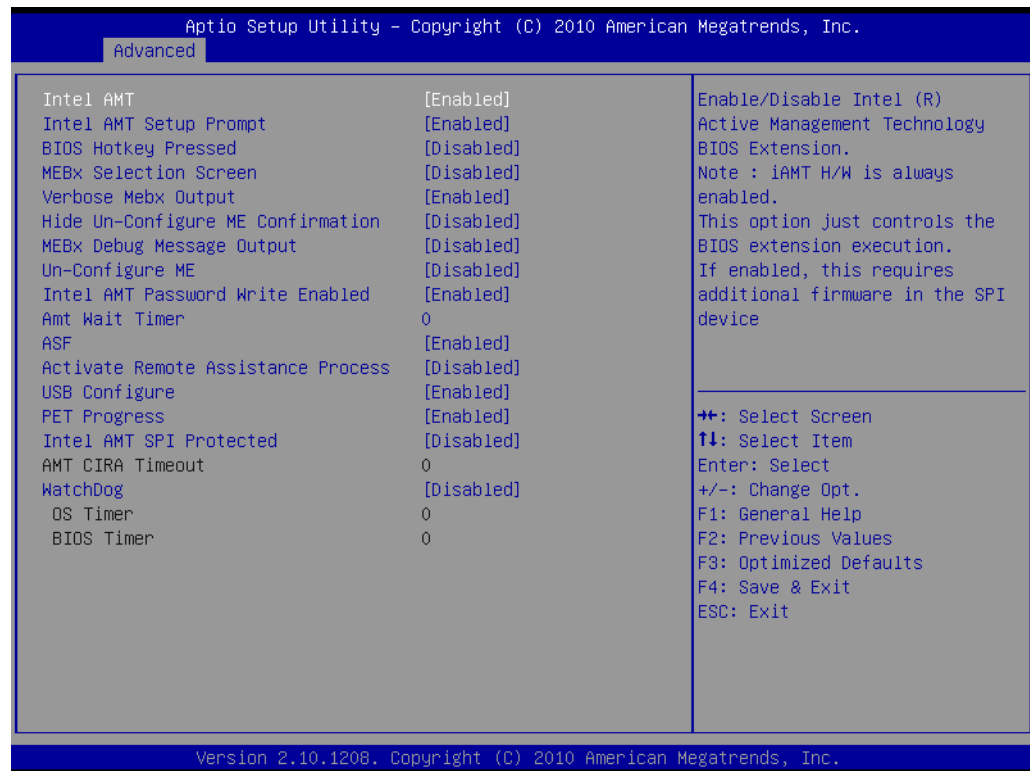 Aptio Setup Utility – Copyright (C) 2010 American Megatrends, Inc.
Advanced
Intel AMT [Enabled]
Intel AMT Setup Prompt [Enabled]
BIOS Hotkey Pressed [Disabled]
MEBx Selection Screen [Disabled]
Verbose Mebx Output [Enabled]
Hide Un-Configure ME Confirmation [Disabled]
MEBx Debug Message Output [Disabled]
Un-Configure ME [Disabled]
Intel AMT Password Write Enabled [Enabled]
Amt Wait Timer 0
ASF [Enabled]
Activate Remote Assistance Process [Disabled]
USB Configure [Enabled]
PET Progress [Enabled]
Intel AMT SPI Protected [Disabled]
AMT CIRA Timeout 0
WatchDog [Disabled]
OS Timer 0
BIOS Timer 0
Enable/Disable Intel (R)
Active Management Technology
BIOS Extension.
Note : iAMT H/W is always
enabled.
This option just controls the
BIOS extension execution.
If enabled, this requires
additional firmware in the SPI
device
→←: Select Screen
↑↓: Select Item
Enter: Select
+/-: Change Opt.
F1: General Help
F2: Previous Values
F3: Optimized Defaults
F4: Save & Exit
ESC: Exit
Version 2.10.1208. Copyright (C) 2010 American Megatrends, Inc.